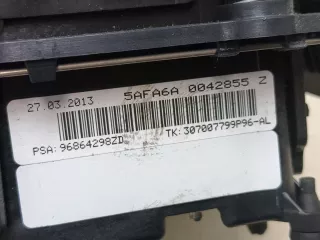 27.03.2013 5AFA6A 0042855 Z
PSA: 96864298ZD TK: 307007799P96-AL